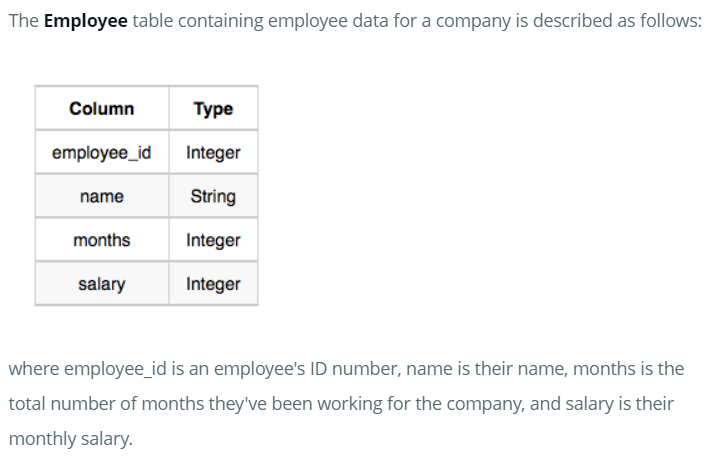 The Employee table containing employee data for a company is described as follows:
Column Type
employee_id Integer
name String
months Integer
salary Integer
where employee_id is an employee's ID number, name is their name, months is the
total number of months they've been working for the company, and salary is their
monthly salary.